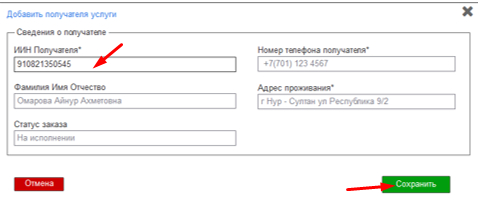 Добавить получателя услуги
Сведения о получателе
ИИН Получателя*
910821350545
Номер телефона получателя*
+7(701) 123 4567
Фамилия Имя Отчество
Омарова Айнур Ахметовна
Адрес проживания*
г Нур - Султан ул Республика 9/2
Статус заказа
На исполнении
Отмена
Сохранить